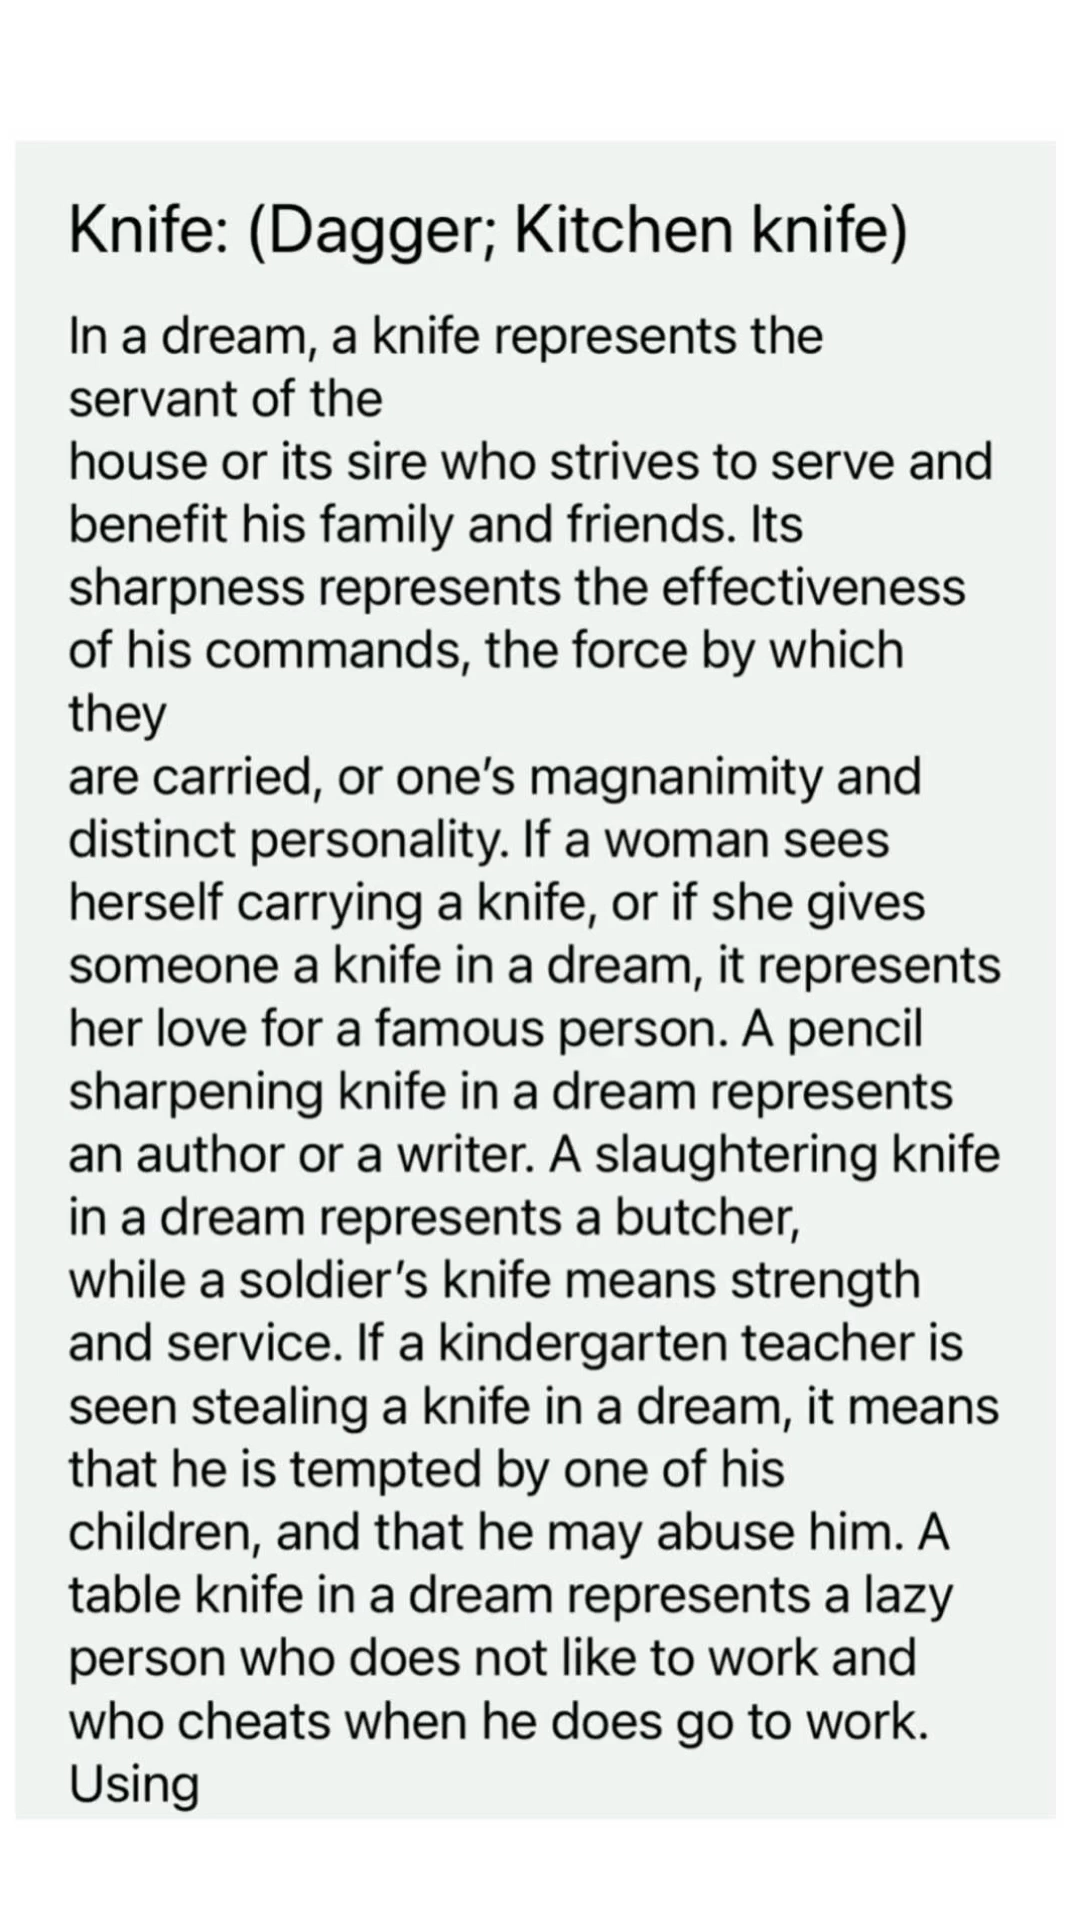 Knife: (Dagger; Kitchen knife)
In a dream, a knife represents the
servant of the
house or its sire who strives to serve and
benefit his family and friends. Its
sharpness represents the effectiveness
of his commands, the force by which
they
are carried, or one’s magnanimity and
distinct personality. If a woman sees
herself carrying a knife, or if she gives
someone a knife in a dream, it represents
her love for a famous person. A pencil
sharpening knife in a dream represents
an author or a writer. A slaughtering knife
in a dream represents a butcher,
while a soldier’s knife means strength
and service. If a kindergarten teacher is
seen stealing a knife in a dream, it means
that he is tempted by one of his
children, and that he may abuse him. A
table knife in a dream represents a lazy
person who does not like to work and
who cheats when he does go to work.
Using